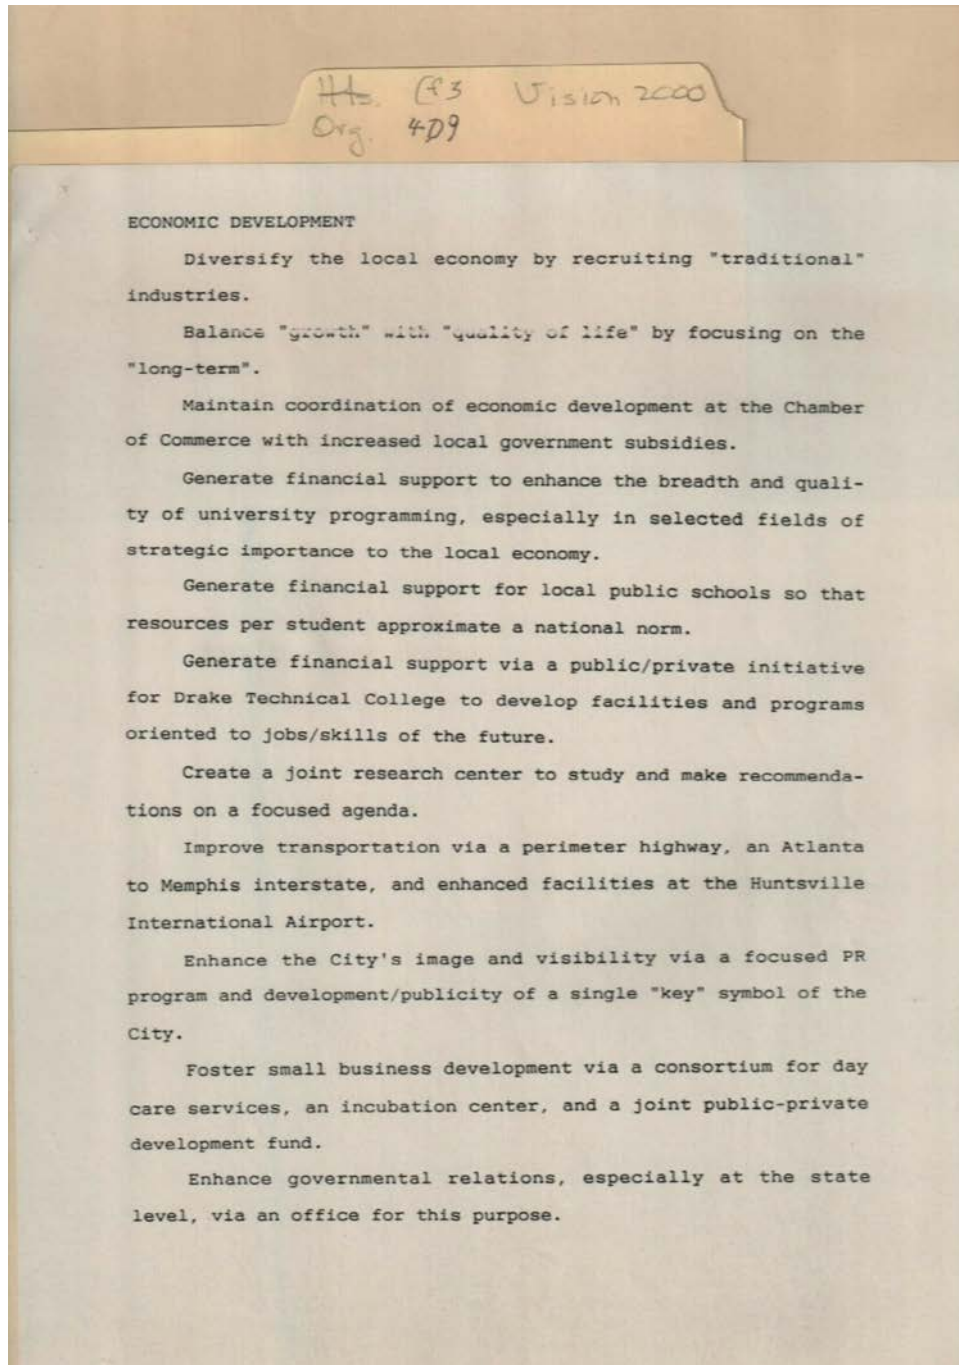 Hts. Cf3 Vision 2000
Org. 4D9
ECONOMIC DEVELOPMENT
Diversify the local economy by recruiting "traditional"
industries.
Balance "growth" with "quality of life" by focusing on the
"long-term".
Maintain coordination of economic development at the Chamber
of Commerce with increased local government subsidies.
Generate financial support to enhance the breadth and quali-
ty of university programming, especially in selected fields of
strategic importance to the local economy.
Generate financial support for local public schools so that
resources per student approximate a national norm.
Generate financial support via a public/private initiative
for Drake Technical College to develop facilities and programs
oriented to jobs/skills of the future.
Create a joint research center to study and make recommenda-
tions on a focused agenda.
Improve transportation via a perimeter highway, an Atlanta
to Memphis interstate, and enhanced facilities at the Huntsville
International Airport.
Enhance the City's image and visibility via a focused PR
program and development/publicity of a single "key" symbol of the
City.
Foster small business development via a consortium for day
care services, an incubation center, and a joint public-private
development fund.
Enhance governmental relations, especially at the state
level, via an office for this purpose.